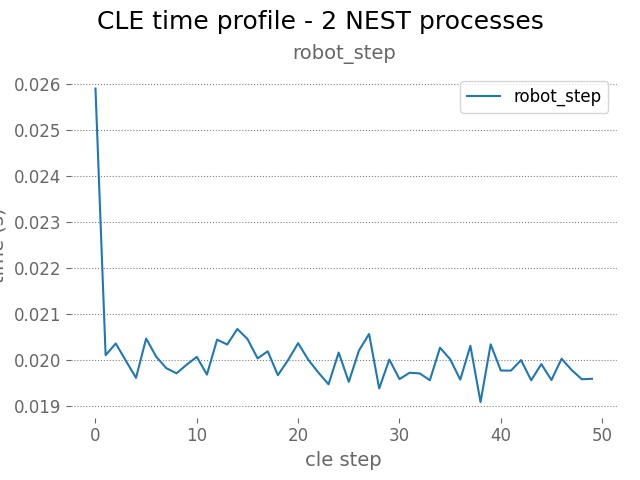 CLE time profile - 2 NEST processes
robot_step
robot_step
0.026
0.025
0.024
0.023
0.022
0.021
0.020
0.019
time (s)
0 10 20 30 40 50
cle step